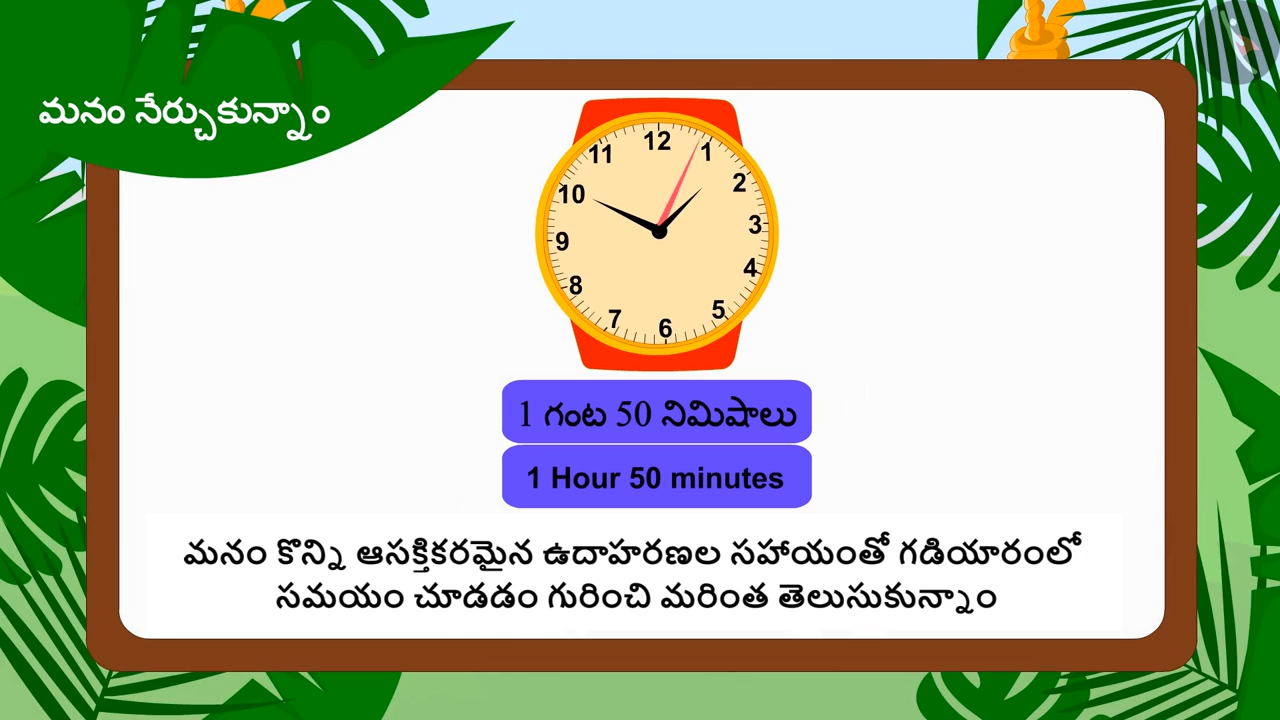 మనం నేర్చుకున్నాం
12
11
1
10
2
9
3
8
4
7
5
6
1 గంట 50 నిమిషాలు
1 Hour 50 minutes
మనం కొన్ని ఆసక్తికరమైన ఉదాహరణల సహాయంతో గడియారంలో
సమయం చూడడం గురించి మరింత తెలుసుకున్నాం